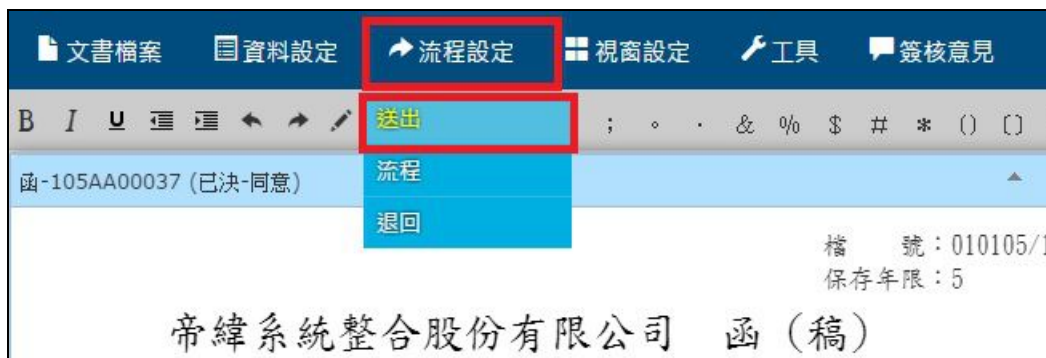 文書檔案 資料設定 流程設定 視窗設定 工具 簽核意見
B I U 送出 ; 。 · & % $ # * () 〔〕
函-105AA00037 (已決-同意) 流程
退回
檔 號：010105/1
保存年限：5
帝緯系統整合股份有限公司 函（稿）